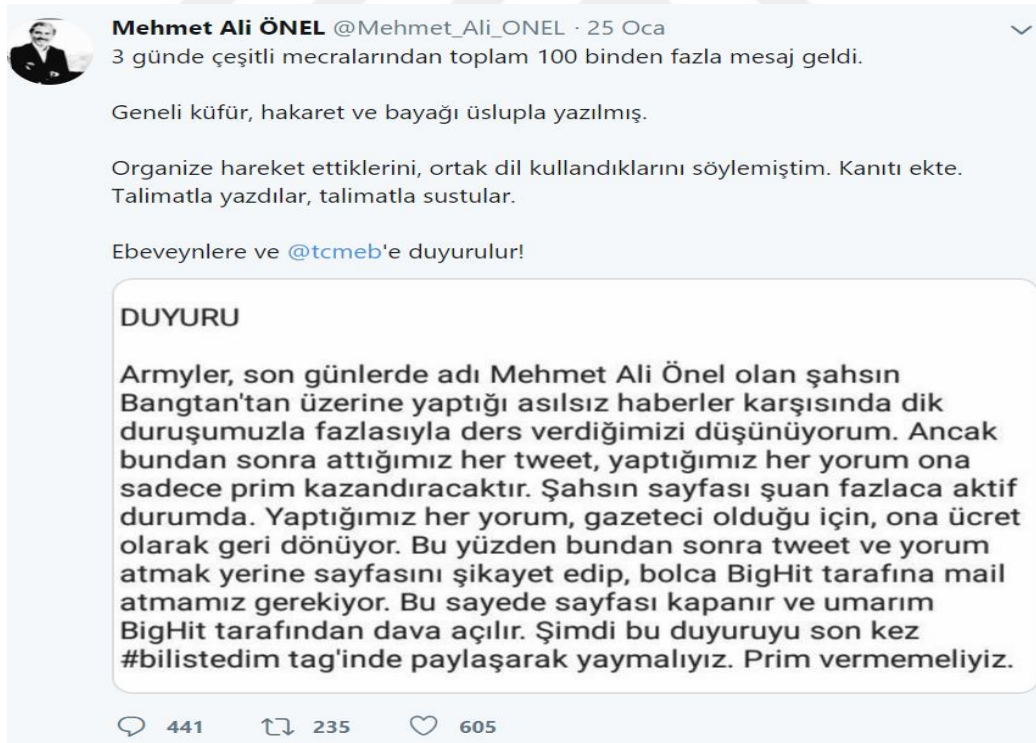 Mehmet Ali ÖNEL @Mehmet_Ali_ONEL · 25 Oca
3 günde çeşitli mecralarından toplam 100 binden fazla mesaj geldi.
Geneli küfür, hakaret ve bayağı üslupla yazılmış.
Organize hareket ettiklerini, ortak dil kullandıklarını söylemiştim. Kanıtı ekte.
Talimatla yazdılar, talimatla sustular.
Ebeveynlere ve @tcmeb'e duyurulur!
DUYURU
Armyler, son günlerde adı Mehmet Ali Önel olan şahsın
Bangtan'tan üzerine yaptığı asılsız haberler karşısında dik
duruşumuzla fazlasıyla ders verdiğimizi düşünüyorum. Ancak
bundan sonra attığımız her tweet, yaptığımız her yorum ona
sadece prim kazandıracaktır. Şahsın sayfası şuan fazlaca aktif
durumda. Yaptığımız her yorum, gazeteci olduğu için, ona ücret
olarak geri dönüyor. Bu yüzden bundan sonra tweet ve yorum
atmak yerine sayfasını şikayet edip, bolca BigHit tarafına mail
atmamız gerekiyor. Bu sayede sayfası kapanır ve umarım
BigHit tarafından dava açılır. Şimdi bu duyuruyu son kez
#bilistedim tag'inde paylaşarak yaymalıyız. Prim vermemeliyiz.
441 235 605